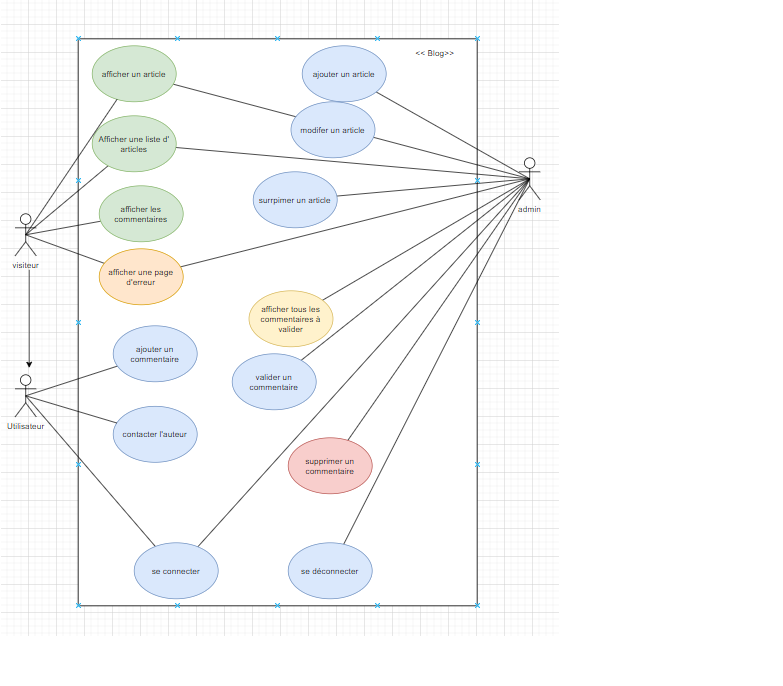 << Blog>>
afficher un article
ajouter un article
modifer un article
Afficher une liste d'
articles
surrpimer un article
afficher les
commentaires
admin
visiteur
afficher une page
d'erreur
afficher tous les
commentaires à
valider
ajouter un
commentaire
valider un
commentaire
Utilisateur
contacter l'auteur
supprimer un
commentaire
se connecter
se déconnecter